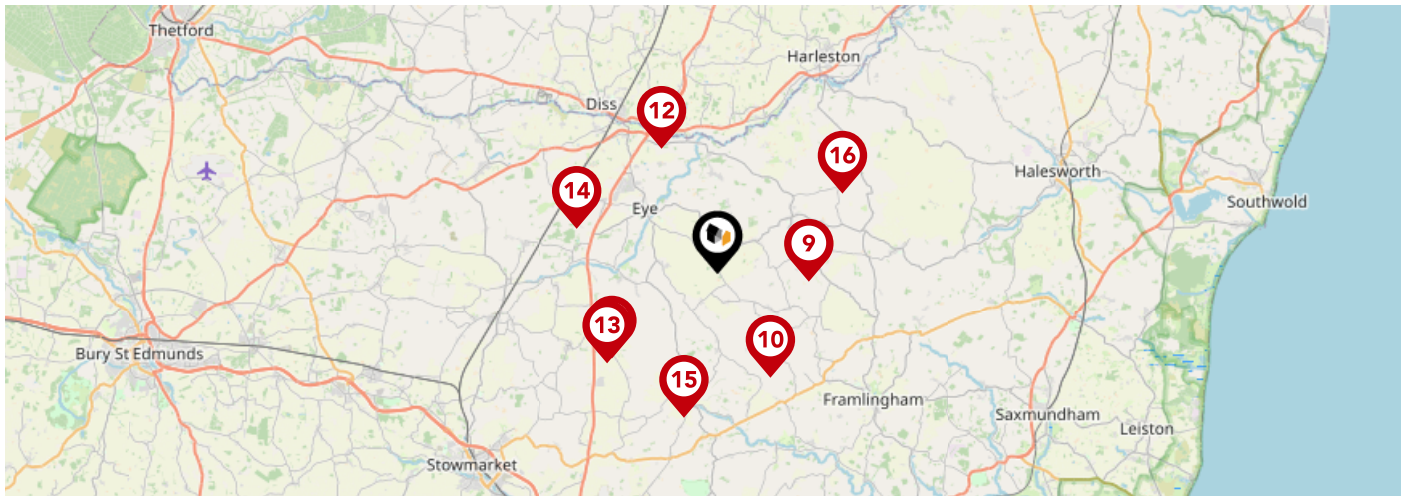 Thetford
Harleston
Diss
12
16
Halesworth
14
Southwold
Eye
9
13
10
Bury St Edmunds
15
Framlingham
Saxmundham
Leiston
Stowmarket